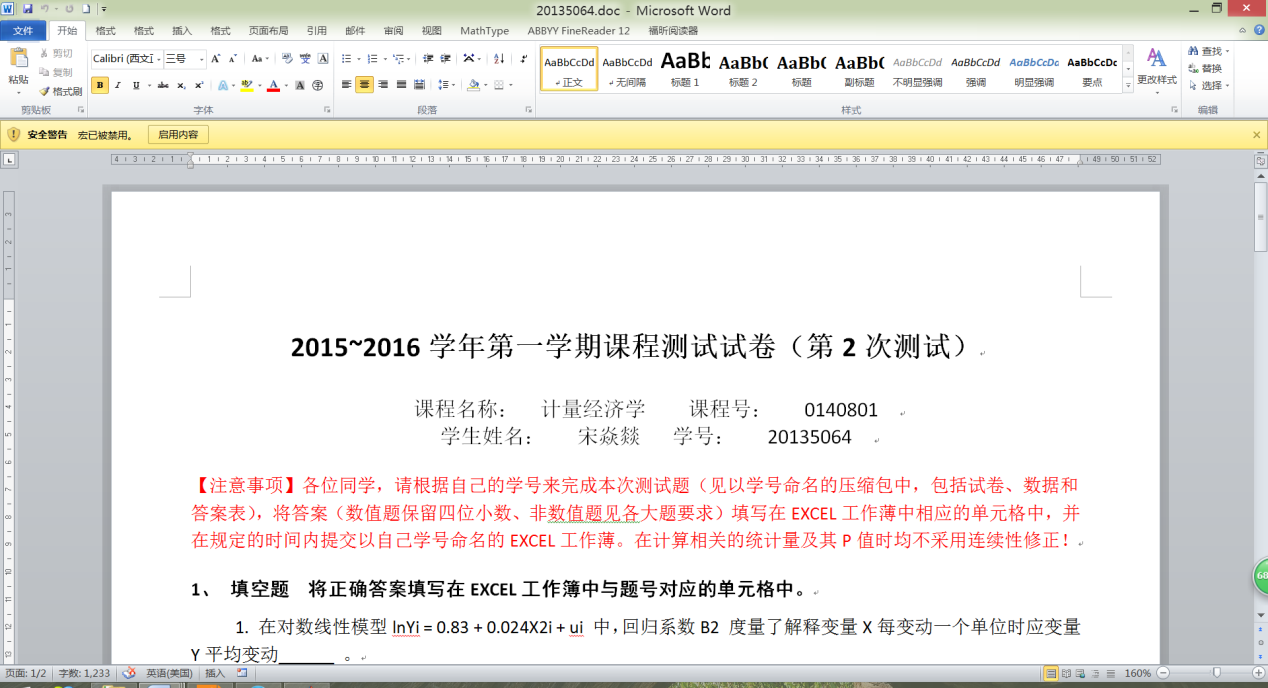 20135064.doc - Microsoft Word
文件 开始 格式 格式 插入 格式 页面布局 引用 邮件 审阅 视图 MathType ABBYY FineReader 12 福昕阅读器
粘贴 剪切 复制 格式刷
Calibri (西文正 三号
AaBbCcDd AaBbCcDd AaBb AaBb( AaBb( AaBb( AaBbCcDd AaBbCcDd AaBbCcDd AaBbCcDc
正文 无间隔 标题 1 标题 2 标题 副标题 不明显强调 强调 明显强调 要点
更改样式 查找 替换 选择
剪贴板 字体 段落 样式 编辑
安全警告 宏已被禁用。 启用内容
2015~2016 学年第一学期课程测试试卷（第 2 次测试）
课程名称： 计量经济学 课程号： 0140801
学生姓名： 宋焱燚 学号： 20135064
【注意事项】各位同学，请根据自己的学号来完成本次测试题（见以学号命名的压缩包中，包括试卷、数据和
答案表），将答案（数值题保留四位小数、非数值题见各大题要求）填写在 EXCEL 工作薄中相应的单元格中，并
在规定的时间内提交以自己学号命名的 EXCEL 工作薄。在计算相关的统计量及其 P 值时均不采用连续性修正！
1、 填空题 将正确答案填写在 EXCEL 工作簿中与题号对应的单元格中。
1. 在对数线性模型 lnYi = 0.83 + 0.024X2i + ui 中，回归系数 B2 度量了解释变量 X 每变动一个单位时应变量
Y 平均变动______ 。
页面: 1/2 字数: 1,233 英语(美国) 插入 160%
68